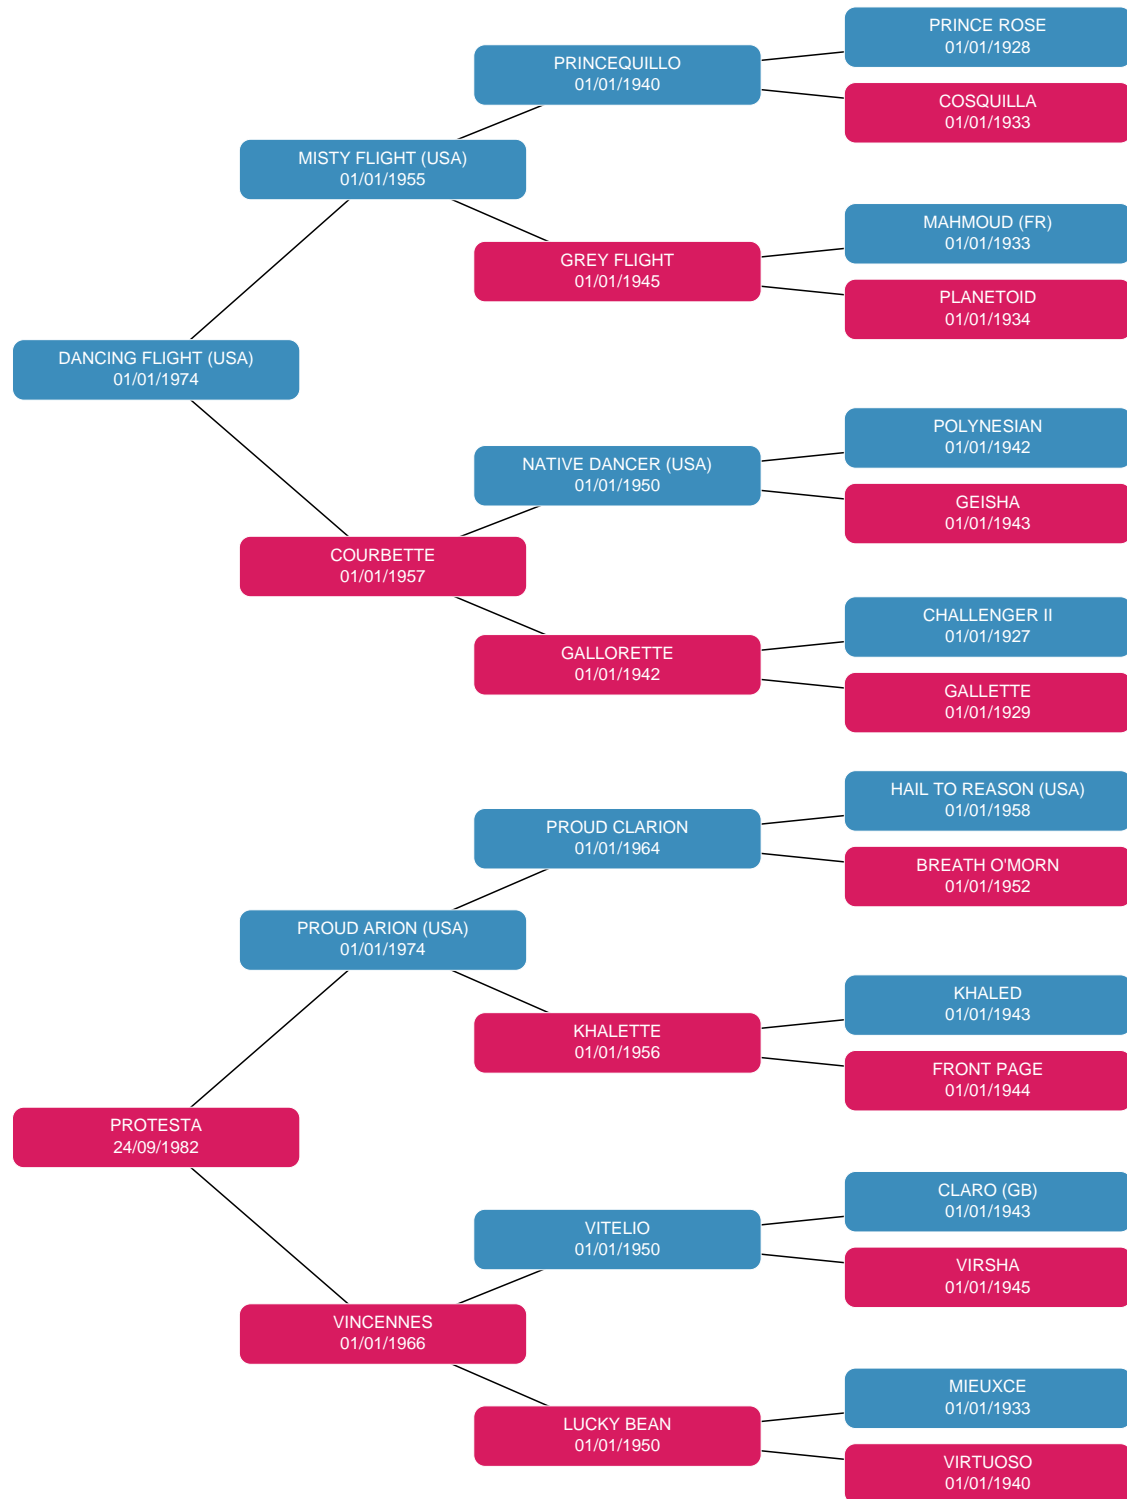 PRINCE ROSE
01/01/1928
PRINCEQUILLO
01/01/1940
COSQUILLA
01/01/1933
MISTY FLIGHT (USA)
01/01/1955
MAHMOUD (FR)
01/01/1933
GREY FLIGHT
01/01/1945
PLANETOID
01/01/1934
DANCING FLIGHT (USA)
01/01/1974
POLYNESIAN
01/01/1942
NATIVE DANCER (USA)
01/01/1950
GEISHA
01/01/1943
COURBETTE
01/01/1957
CHALLENGER II
01/01/1927
GALLORETTE
01/01/1942
GALLETTE
01/01/1929
HAIL TO REASON (USA)
01/01/1958
PROUD CLARION
01/01/1964
BREATH O'MORN
01/01/1952
PROUD ARION (USA)
01/01/1974
KHALED
01/01/1943
KHALETTE
01/01/1956
FRONT PAGE
01/01/1944
PROTESTA
24/09/1982
CLARO (GB)
01/01/1943
VITELIO
01/01/1950
VIRSHA
01/01/1945
VINCENNES
01/01/1966
MIEUXCE
01/01/1933
LUCKY BEAN
01/01/1950
VIRTUOSO
01/01/1940